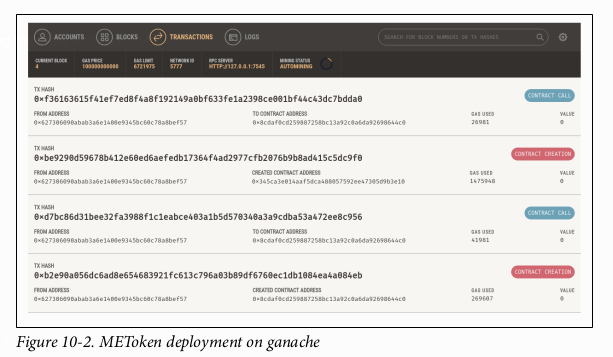 ACCOUNTS BLOCKS TRANSACTIONS LOGS SEARCH FOR BLOCK NUMBERS OR TX HASHES
CURRENT BLOCK GAS PRICE GAS LIMIT NETWORK ID RPC SERVER MINING STATUS
4 100000000000 6721975 5777 HTTP://127.0.0.1:7545 AUTOMINING
TX HASH
0×f36163615f41ef7ed8f4a8f192149a0bf633fe1a2398ce001bf44c43dc7bdda0 CONTRACT CALL
FROM ADDRESS TO CONTRACT ADDRESS GAS USED VALUE
0×627306090abab3a6e1400e9345bc60c78a8bef57 0×8cdaf0cd259887258bc13a92c0a6da92698644c0 26981 0
TX HASH
0×be9290d59678b412e60ed6aefedb17364f4ad2977cfb2076b9b8ad415c5dc9f0 CONTRACT CREATION
FROM ADDRESS CREATED CONTRACT ADDRESS GAS USED VALUE
0×627306090abab3a6e1400e9345bc60c78a8bef57 0×345ca3e014aaf5dca488057592ee47305d9b3e10 1475948 0
TX HASH
0×d7bc86d31bee32fa3988f1c1eabce403a1b5d570340a3a9cdba53a472ee8c956 CONTRACT CALL
FROM ADDRESS TO CONTRACT ADDRESS GAS USED VALUE
0×627306090abab3a6e1400e9345bc60c78a8bef57 0×8cdaf0cd259887258bc13a92c0a6da92698644c0 41981 0
TX HASH
0×b2e90a056dc6ad8e654683921fc613c796a03b89df6760ec1db1084ea4a084eb CONTRACT CREATION
FROM ADDRESS CREATED CONTRACT ADDRESS GAS USED VALUE
0×627306090abab3a6e1400e9345bc60c78a8bef57 0×8cdaf0cd259887258bc13a92c0a6da92698644c0 269607 0
Figure 10-2. METoken deployment on ganache